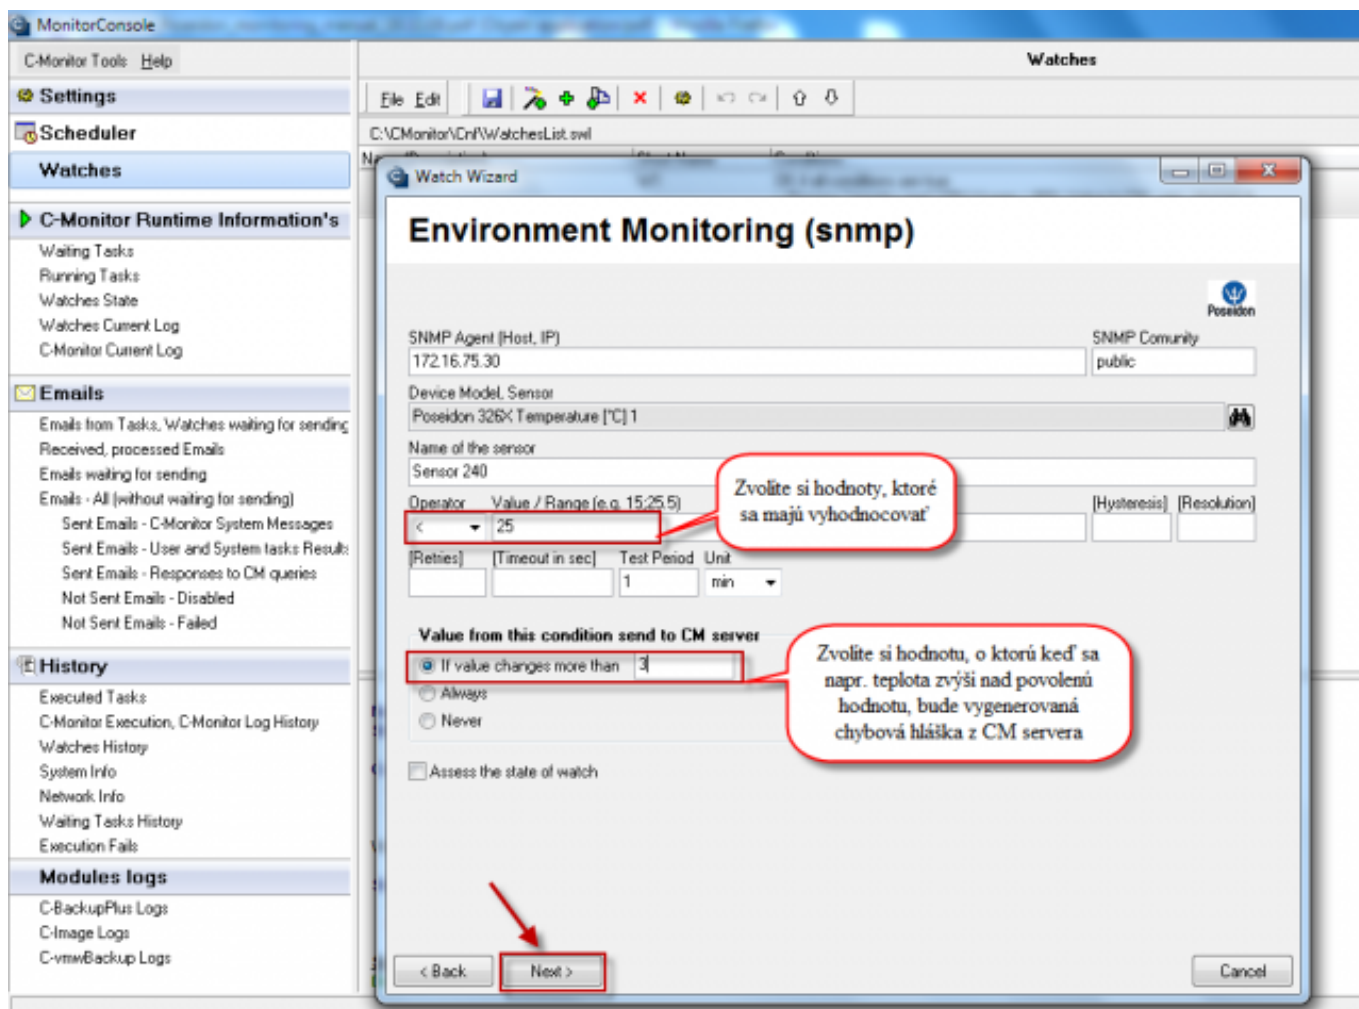 MonitorConsole
C-Monitor Tools Help
Settings
Scheduler
Watches
C-Monitor Runtime Information's
Waiting Tasks
Running Tasks
Watches State
Watches Current Log
C-Monitor Current Log
Emails
Emails from Tasks, Watches waiting for sending
Received, processed Emails
Emails waiting for sending
Emails - All (without waiting for sending)
Sent Emails - C-Monitor System Messages
Sent Emails - User and System tasks Results
Sent Emails - Responses to CM queries
Not Sent Emails - Disabled
Not Sent Emails - Failed
History
Executed Tasks
C-Monitor Execution, C-Monitor Log History
Watches History
System Info
Network Info
Waiting Tasks History
Execution Fails
Modules logs
C-BackupPlus Logs
C-Image Logs
C-vmwBackup Logs
Watches
File Edit
C:\CMonitor\Cnf\WatchesList.swl
Watch Wizard
Environment Monitoring (snmp)
Poseidon
SNMP Agent (Host, IP) SNMP Comunity
172.16.75.30 public
Device Model, Sensor
Poseidon 326X Temperature [°C] 1
Name of the sensor
Sensor 240
Operator Value / Range (e.g. 15;25.5) [Hysteresis] [Resolution]
< 25
Zvolíte si hodnoty, ktoré
sa majú vyhodnocovať
[Retries] [Timeout in sec] Test Period Unit
1 min
Value from this condition send to CM server
If value changes more than 3
Always
Never
Zvolíte si hodnotu, o ktorú keď sa
napr. teplota zvýši nad povolenú
hodnotu, bude vygenerovaná
chybová hláška z CM servera
Assess the state of watch
< Back Next > Cancel